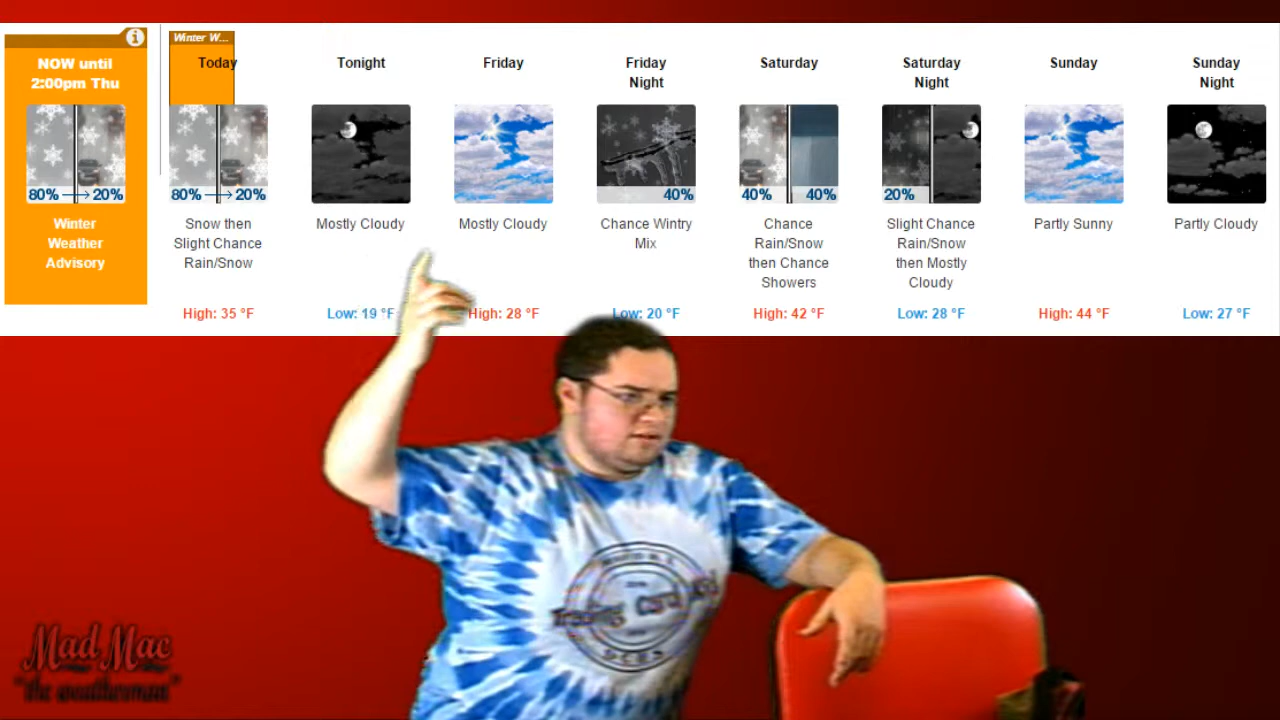 NOW until
2:00pm Thu
80% → 20%
Winter
Weather
Advisory
Winter W...
Today
80% → 20%
Snow then
Slight Chance
Rain/Snow
High: 35 °F
Tonight
Mostly Cloudy
Low: 19 °F
Friday
Mostly Cloudy
High: 28 °F
Friday
Night
40%
Chance Wintry
Mix
Low: 20 °F
Saturday
40% 40%
Chance
Rain/Snow
then Chance
Showers
High: 42 °F
Saturday
Night
20%
Slight Chance
Rain/Snow
then Mostly
Cloudy
Low: 28 °F
Sunday
Partly Sunny
High: 44 °F
Sunday
Night
Partly Cloudy
Low: 27 °F
Mad Mac
"the weatherman"